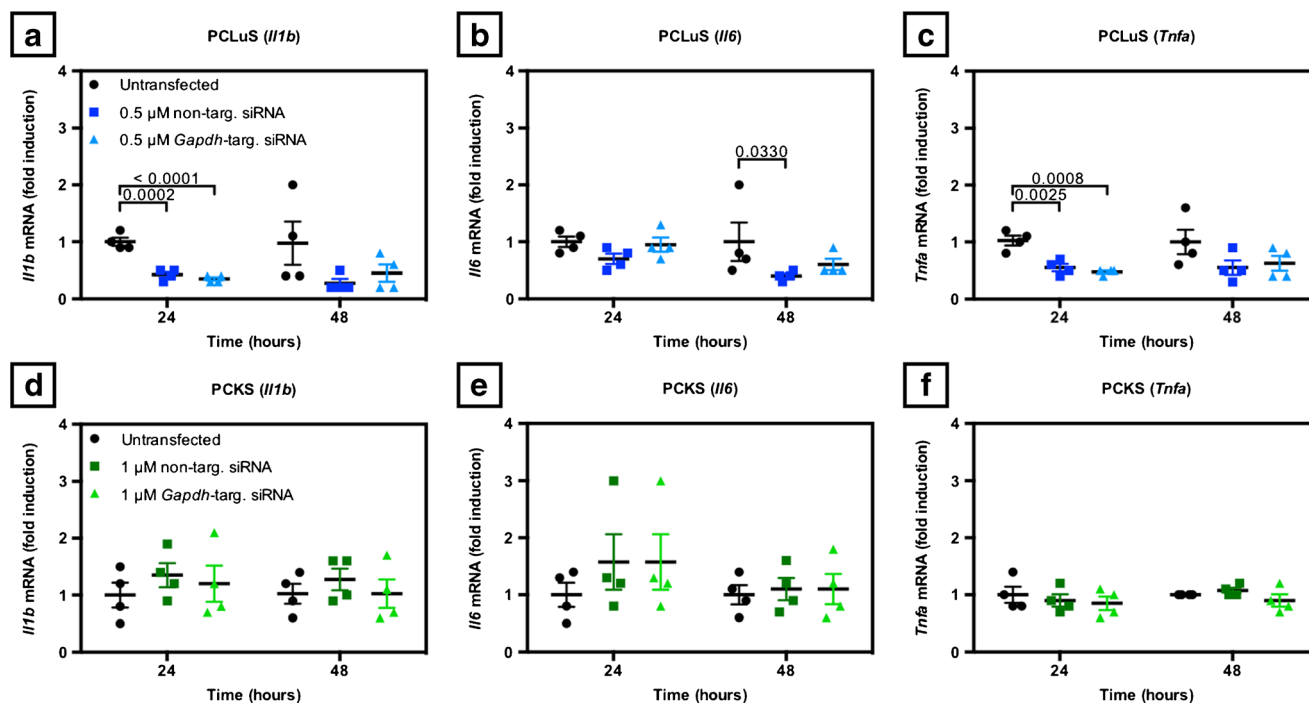 a
PCLuS (Il1b)
Il1b mRNA (fold induction)
4
3
2
1
0
Untransfected
0.5 µM non-targ. siRNA
0.5 µM Gapdh-targ. siRNA
< 0.0001
0.0002
24
48
Time (hours)
b
PCLuS (Il6)
Il6 mRNA (fold induction)
4
3
2
1
0
0.0330
24
48
Time (hours)
c
PCLuS (Tnfa)
Tnfa mRNA (fold induction)
4
3
2
1
0
0.0008
0.0025
24
48
Time (hours)
d
PCKS (Il1b)
Il1b mRNA (fold induction)
4
3
2
1
0
Untransfected
1 µM non-targ. siRNA
1 µM Gapdh-targ. siRNA
24
48
Time (hours)
e
PCKS (Il6)
Il6 mRNA (fold induction)
4
3
2
1
0
24
48
Time (hours)
f
PCKS (Tnfa)
Tnfa mRNA (fold induction)
4
3
2
1
0
24
48
Time (hours)